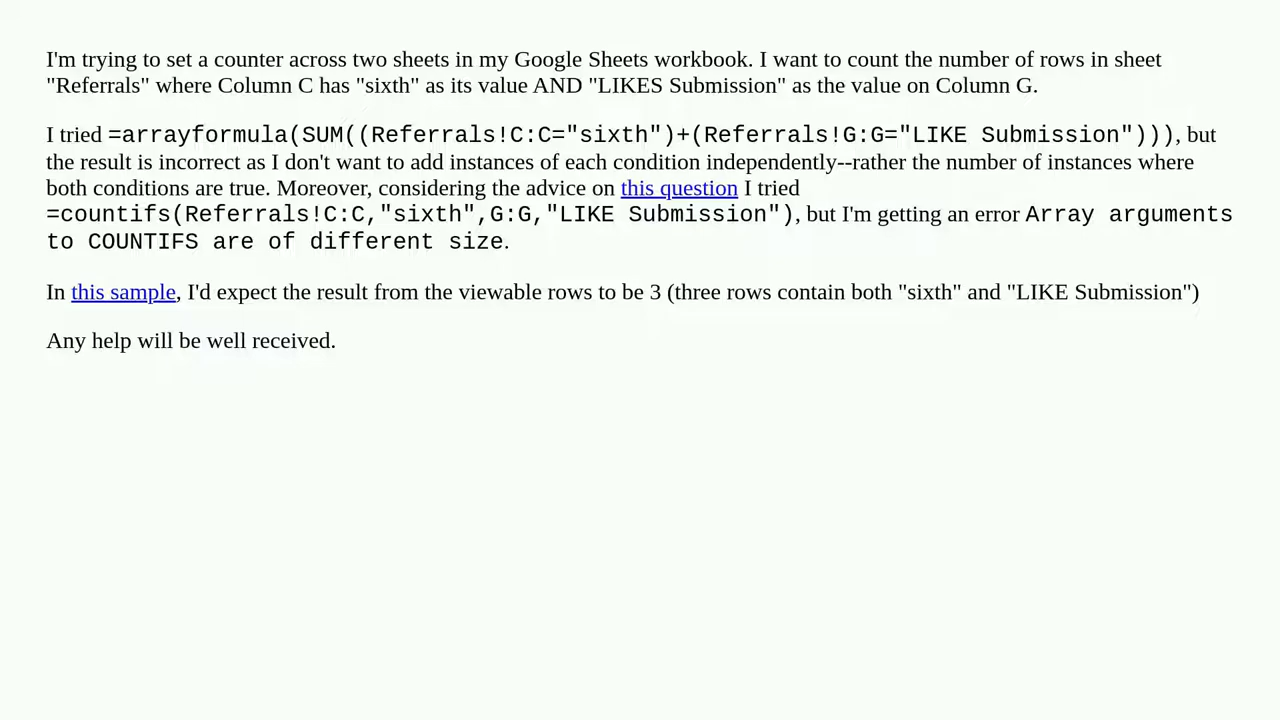 I'm trying to set a counter across two sheets in my Google Sheets workbook. I want to count the number of rows in sheet
"Referrals" where Column C has "sixth" as its value AND "LIKES Submission" as the value on Column G.
I tried =arrayformula(SUM((Referrals!C:C="sixth")+(Referrals!G:G="LIKE Submission"))), but
the result is incorrect as I don't want to add instances of each condition independently--rather the number of instances where
both conditions are true. Moreover, considering the advice on this question I tried
=countifs(Referrals!C:C,"sixth",G:G,"LIKE Submission"), but I'm getting an error Array arguments
to COUNTIFS are of different size.
In this sample, I'd expect the result from the viewable rows to be 3 (three rows contain both "sixth" and "LIKE Submission")
Any help will be well received.